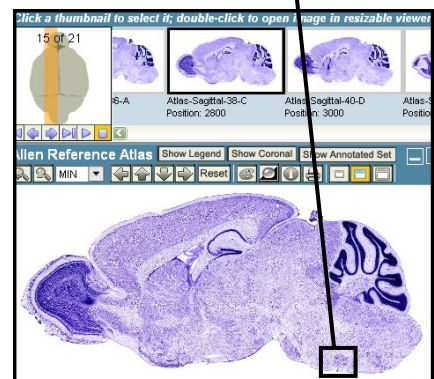 Click a thumbnail to select it; double-click to open image in resizable viewer
15 of 21
36-A
Atlas-Sagittal-38-C
Position: 2800
Atlas-Sagittal-40-D
Position: 3000
Atlas-S
Allen Reference Atlas Show Legend Show Coronal Show Annotated Set
MIN Reset